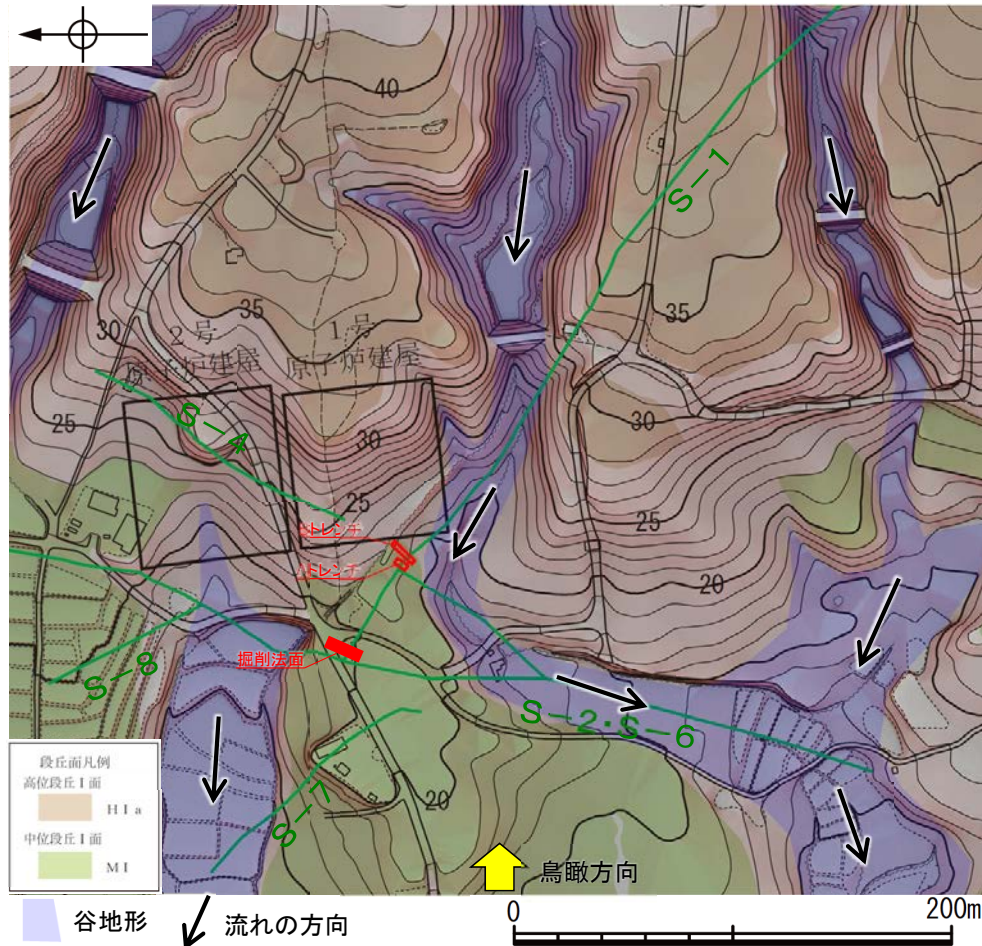 40
S-1
30
35
2号
原子炉建屋
1号
原子炉建屋
35
25
S-4
30
30
25
25
トレンチ
トレンチ
20
掘削法面
S-8
S-2・S-6
S-7
20
段丘面凡例
高位段丘Ⅰ面
HⅠa
中位段丘Ⅰ面
MⅠ
鳥瞰方向
谷地形
流れの方向
0
200m